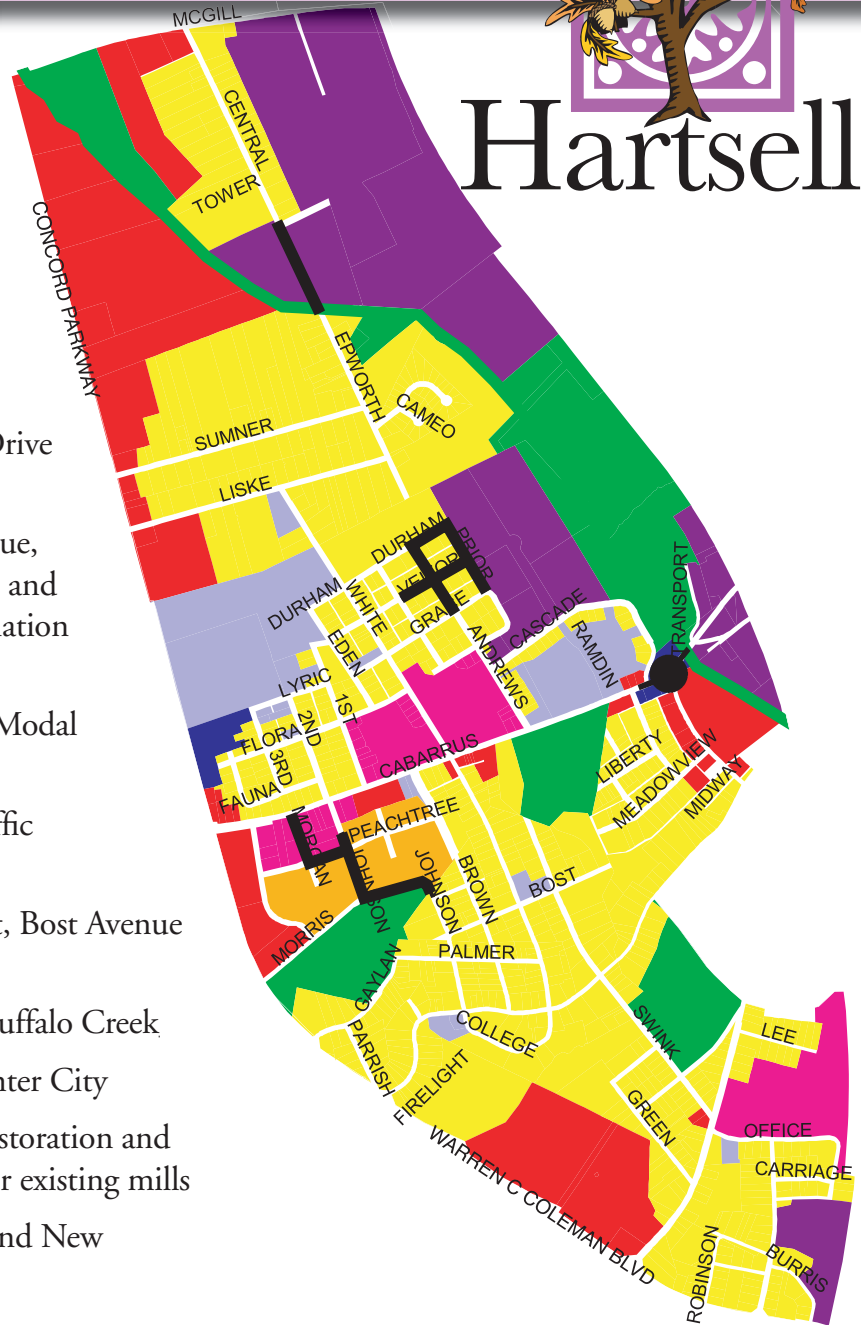 Hartsell
MCGILL
CENTRAL
TOWER
CONCORD PARKWAY
EPWORTH
CAMEO
SUMNER
LISKE
DURHAM
PRIOR
DURHAM
WHITE
GRACE
EDEN
ANDREWS
CASCADE
RAMDIN
TRANSPORT
LYRIC
1ST
2ND
FLORA
3RD
FAUNA
CABARRUS
LIBERTY
MEADOWVIEW
MIDWAY
PEACHTREE
MORGAN
JOHNSON
JOHNSON
BROWN
BOST
MORRIS
PALMER
GAYLAN
COLLEGE
PARRISH
FIRELIGHT
SWINK
LEE
GREEN
OFFICE
CARRIAGE
WARREN C COLEMAN BLVD
ROBINSON
BURRIS
Drive
ue,
and
ation
Modal
ffic
t, Bost Avenue
uffalo Creek
nter City
storation and
r existing mills
nd New